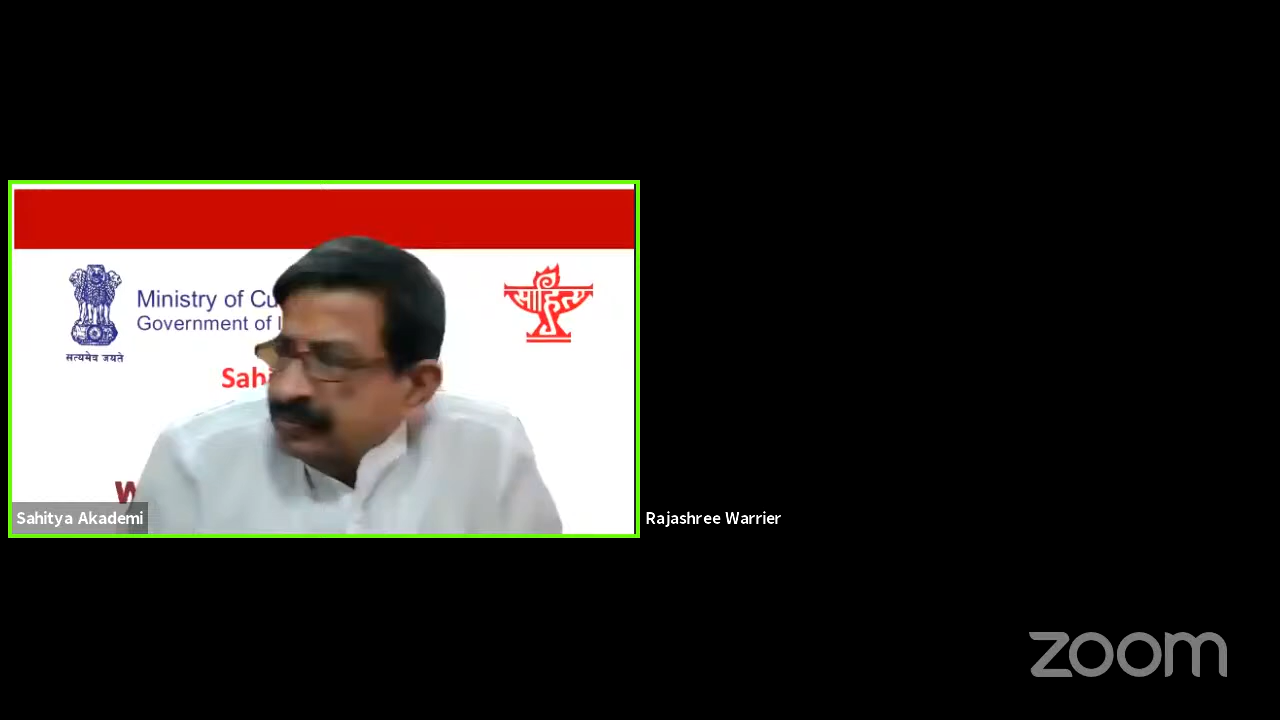 Ministry of Cu
Government of I
सत्यमेव जयते
साहित्य
Sahi
W
Sahitya Akademi
Rajashree Warrier
zoom